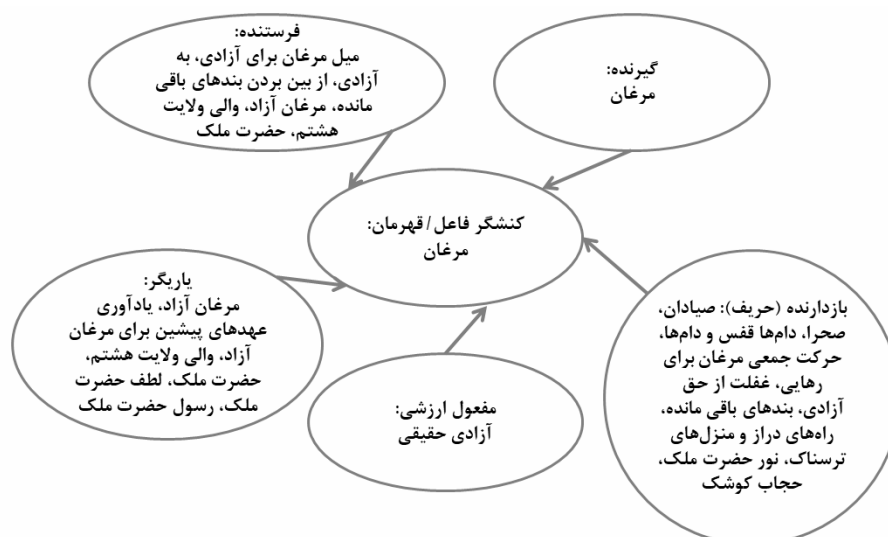 فرستنده:
میل مرغان برای آزادی، به
آزادی، از بین بردن بندهای باقی
مانده، مرغان آزاد، والی ولایت
هشتم، حضرت ملک
گیرنده:
مرغان
کنشگر فاعل/ قهرمان:
مرغان
یاریگر:
مرغان آزاد، یادآوری
عهدهای پیشین برای مرغان
آزاد، والی ولایت هشتم،
حضرت ملک، لطف حضرت
ملک، رسول حضرت ملک
مفعول ارزشی:
آزادی حقیقی
بازدارنده (حریف): صیادان،
صحرا، دام‌ها قفس و دام‌ها،
حرکت جمعی مرغان برای
رهایی، غفلت از حق
آزادی، بندهای باقی مانده،
راه‌های دراز و منزل‌های
ترسناک، نور حضرت ملک،
حجاب کوشک